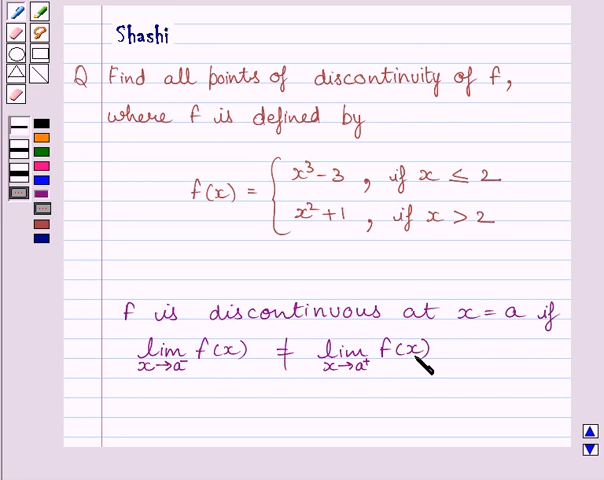 Shashi
Q Find all points of discontinuity of f,
where f is defined by
f(x) = { x³-3 , if x ≤ 2
x²+1 , if x > 2
f is discontinuous at x = a if
lim x→a⁻ f(x) ≠ lim x→a⁺ f(x)